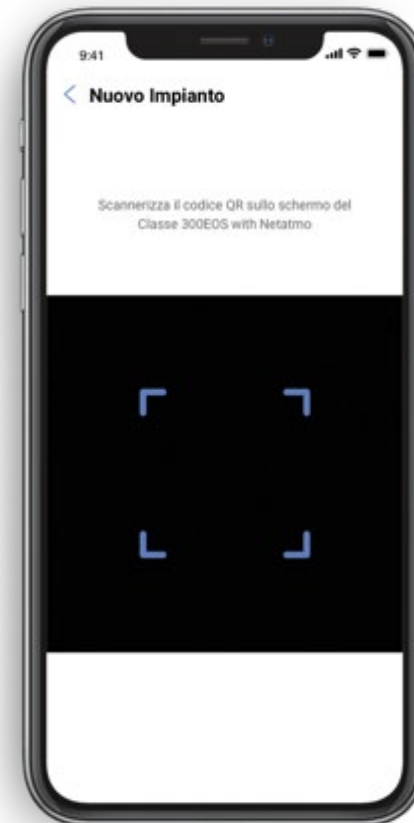 9:41
Nuovo Impianto
Scannerizza il codice QR sullo schermo del
Classe 300EOS with Netatmo